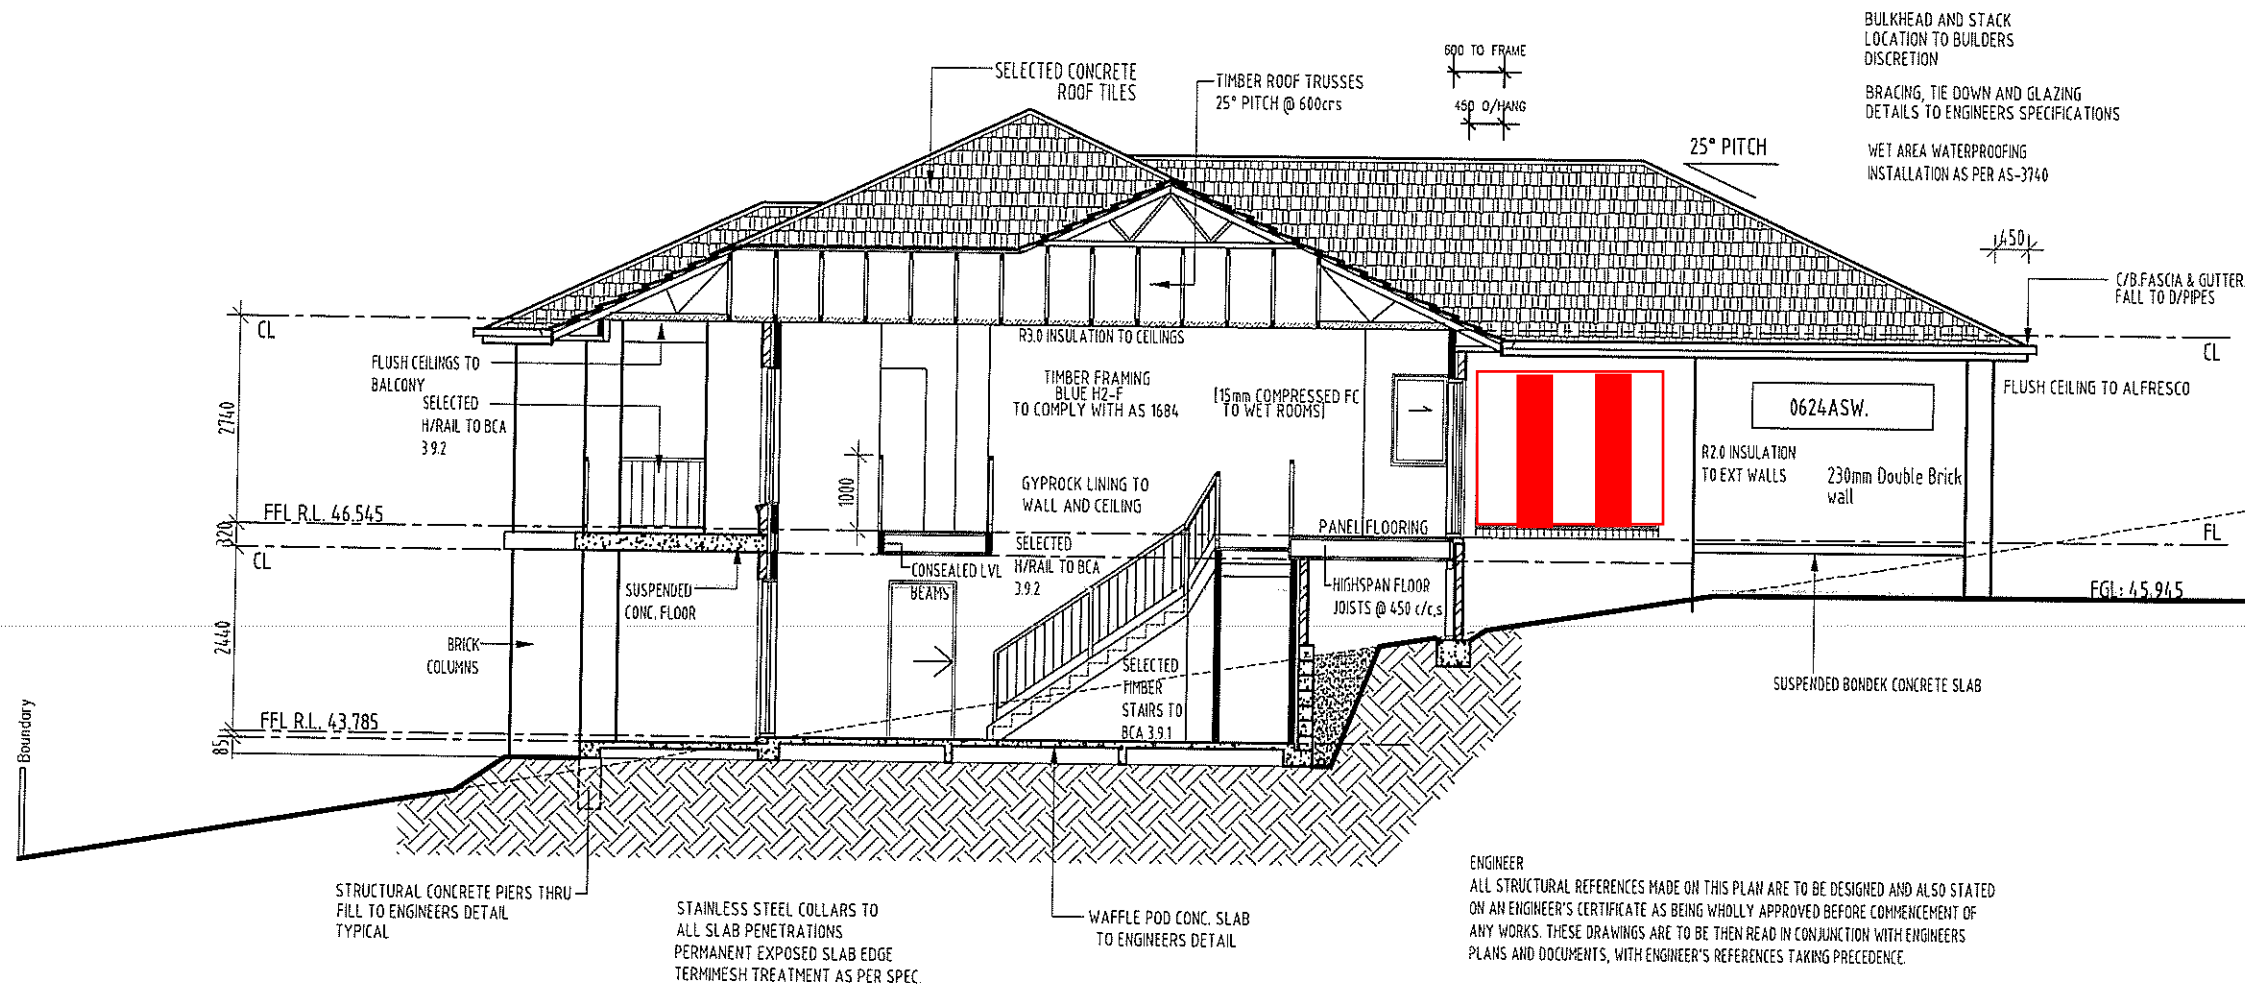 BULKHEAD AND STACK
LOCATION TO BUILDERS
DISCRETION
BRACING, TIE DOWN AND GLAZING
DETAILS TO ENGINEERS SPECIFICATIONS
WET AREA WATERPROOFING
INSTALLATION AS PER AS-3740
600 TO FRAME
450 O/HANG
SELECTED CONCRETE
ROOF TILES
TIMBER ROOF TRUSSES
25° PITCH @ 600crs
25° PITCH
450
C/B.FASCIA & GUTTER.
FALL TO D/PIPES
CL
CL
FLUSH CEILINGS TO
BALCONY
SELECTED
H/RAIL TO BCA
3.9.2
R3.0 INSULATION TO CEILINGS
TIMBER FRAMING
BLUE H2-F
TO COMPLY WITH AS 1684
[15mm COMPRESSED FC
TO WET ROOMS]
FLUSH CEILING TO ALFRESCO
0624ASW.
R2.0 INSULATION
TO EXT WALLS
230mm Double Brick
wall
2740
1000
GYPROCK LINING TO
WALL AND CEILING
FFL R.L. 46.545
320
CL
PANEL FLOORING
FL
SELECTED
H/RAIL TO BCA
3.9.2
CONSEALED LVL
BEAMS
SUSPENDED
CONC. FLOOR
HIGHSPAN FLOOR
JOISTS @ 450 c/c,s
FGL: 45.945
2440
BRICK
COLUMNS
SELECTED
TIMBER
STAIRS TO
BCA 3.9.1
SUSPENDED BONDEK CONCRETE SLAB
FFL R.L. 43.785
85
Boundary
STRUCTURAL CONCRETE PIERS THRU
FILL TO ENGINEERS DETAIL
TYPICAL
STAINLESS STEEL COLLARS TO
ALL SLAB PENETRATIONS
PERMANENT EXPOSED SLAB EDGE
TERMIMESH TREATMENT AS PER SPEC.
WAFFLE POD CONC. SLAB
TO ENGINEERS DETAIL
ENGINEER
ALL STRUCTURAL REFERENCES MADE ON THIS PLAN ARE TO BE DESIGNED AND ALSO STATED
ON AN ENGINEER'S CERTIFICATE AS BEING WHOLLY APPROVED BEFORE COMMENCEMENT OF
ANY WORKS. THESE DRAWINGS ARE TO BE THEN READ IN CONJUNCTION WITH ENGINEERS
PLANS AND DOCUMENTS, WITH ENGINEER'S REFERENCES TAKING PRECEDENCE.